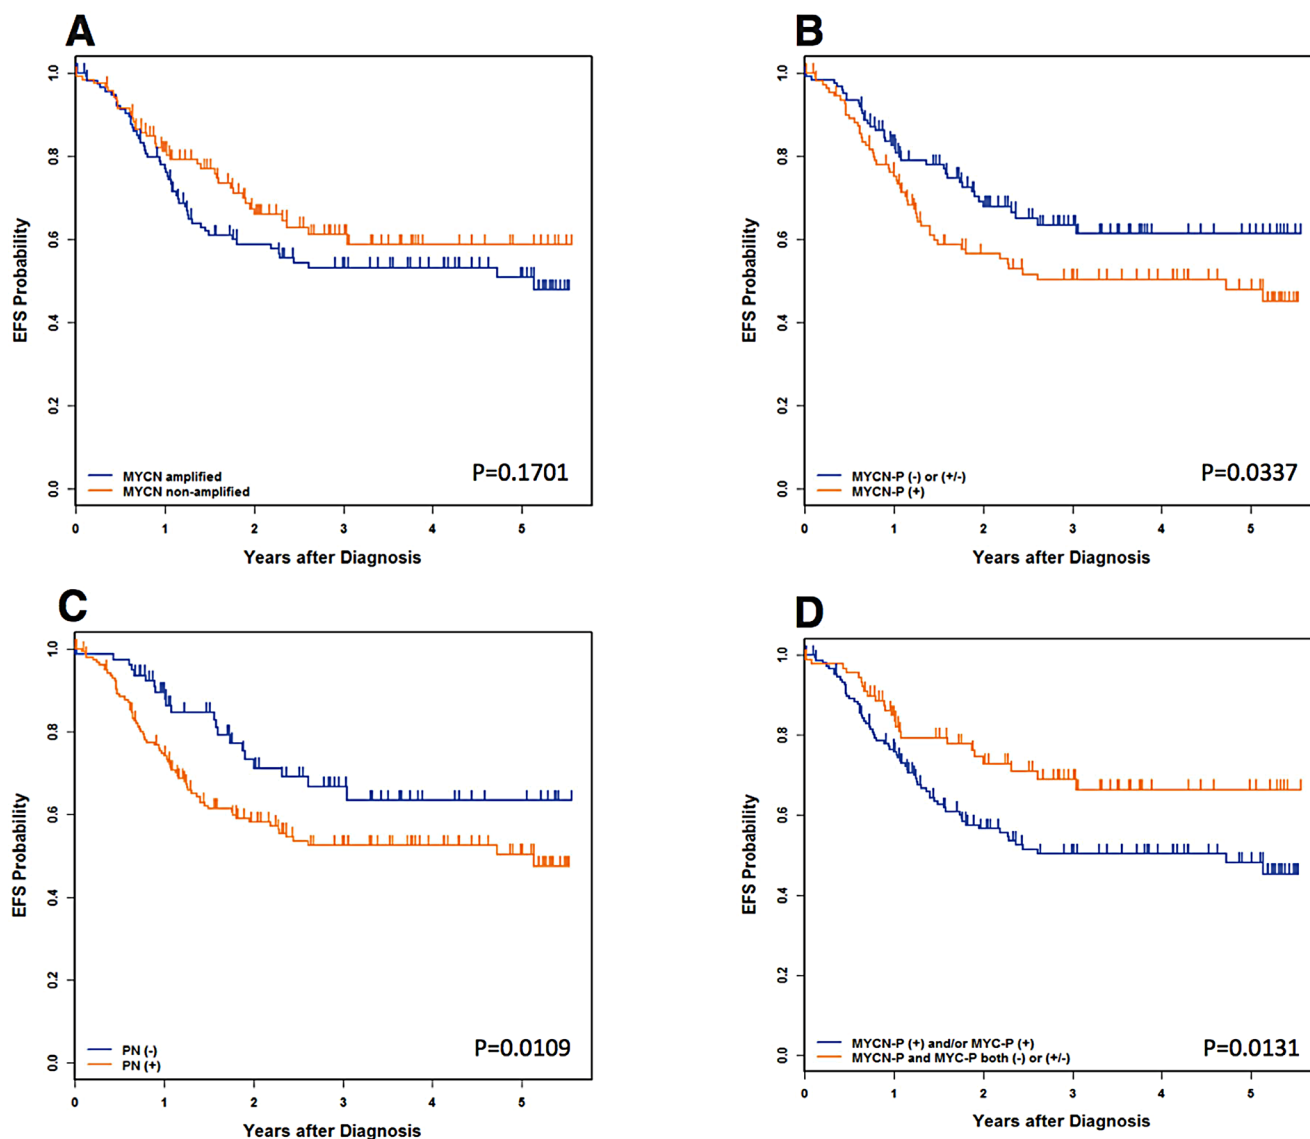 A
1.0
0.8
0.6
0.4
0.2
0.0
EFS Probability
MYCN amplified
MYCN non-amplified
P=0.1701
0 1 2 3 4 5
Years after Diagnosis
B
1.0
0.8
0.6
0.4
0.2
0.0
EFS Probability
MYCN-P (-) or (+/-)
MYCN-P (+)
P=0.0337
0 1 2 3 4 5
Years after Diagnosis
C
1.0
0.8
0.6
0.4
0.2
0.0
EFS Probability
PN (-)
PN (+)
P=0.0109
0 1 2 3 4 5
Years after Diagnosis
D
1.0
0.8
0.6
0.4
0.2
0.0
EFS Probability
MYCN-P (+) and/or MYC-P (+)
MYCN-P and MYC-P both (-) or (+/-)
P=0.0131
0 1 2 3 4 5
Years after Diagnosis